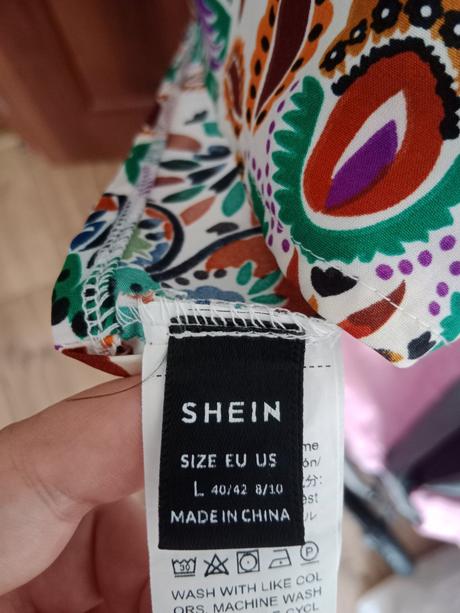 SHEIN
SIZE EU US
L 40/42 8/10
MADE IN CHINA
WASH WITH LIKE COL
ORS. MACHINE WASH